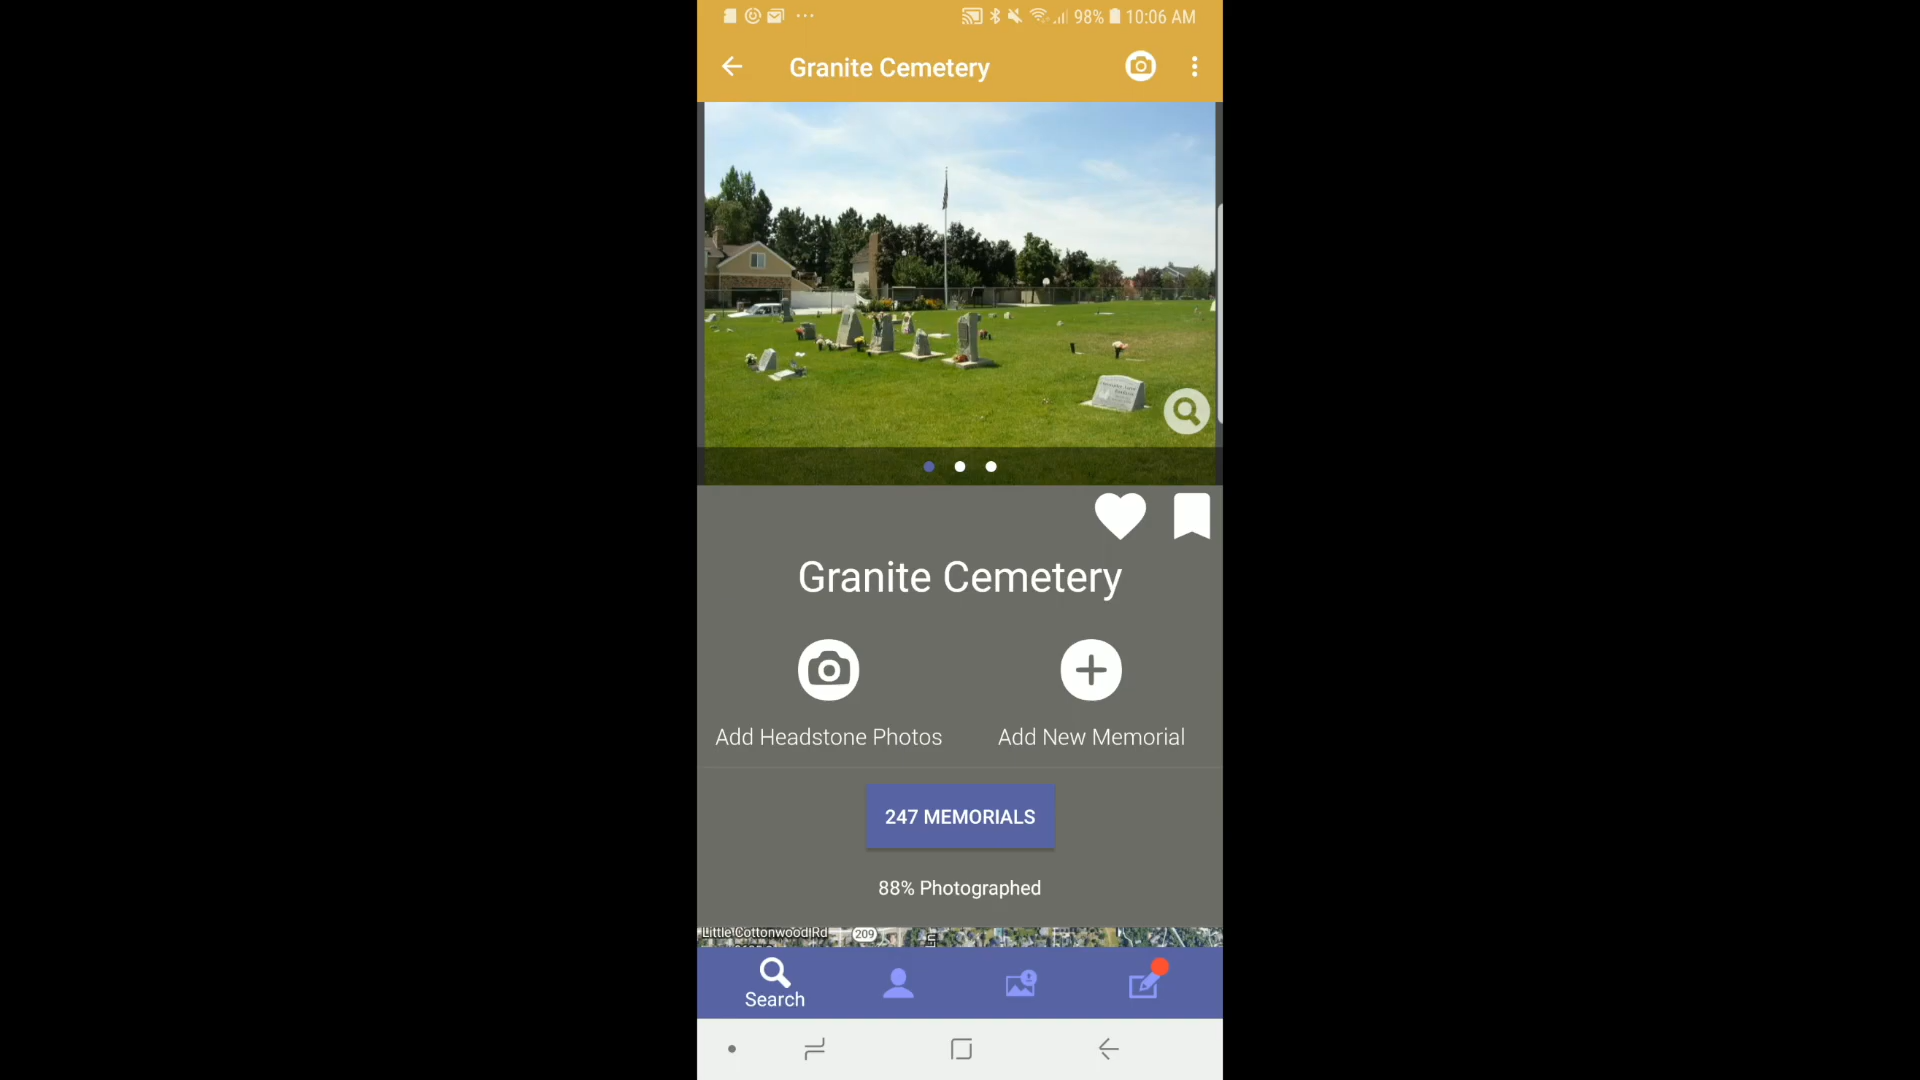 98% 10:06 AM
Granite Cemetery
Granite Cemetery
Add Headstone Photos
Add New Memorial
247 MEMORIALS
88% Photographed
Little Cottonwood Rd
209
Ln
Search